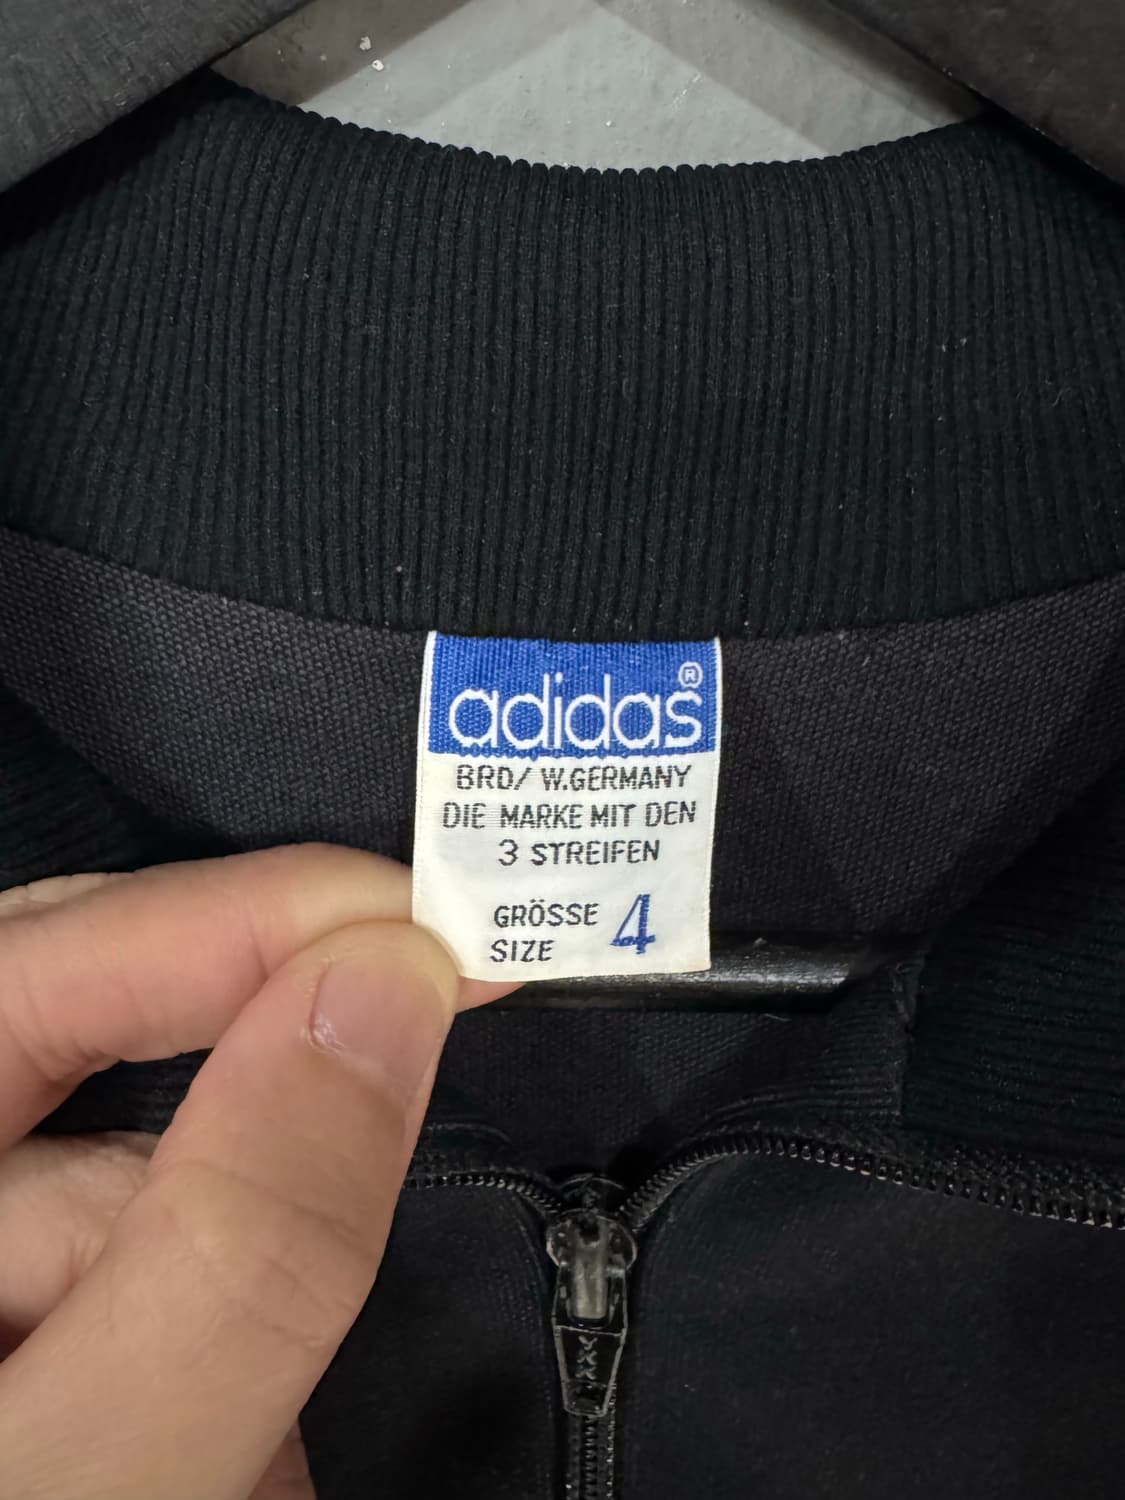 adidas®
BRD/ W.GERMANY
DIE MARKE MIT DEN
3 STREIFEN
GRÖSSE 4
SIZE